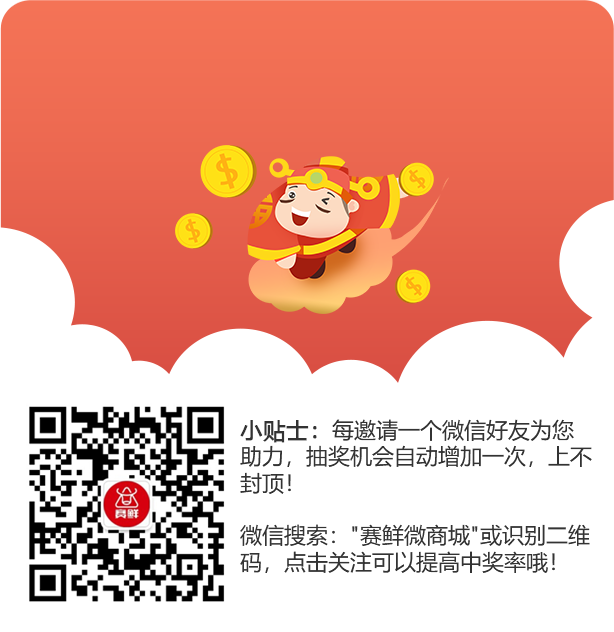 小贴士：每邀请一个微信好友为您
助力，抽奖机会自动增加一次，上不
封顶！
微信搜索："赛鲜微商城"或识别二维
码，点击关注可以提高中奖率哦！
赛鲜